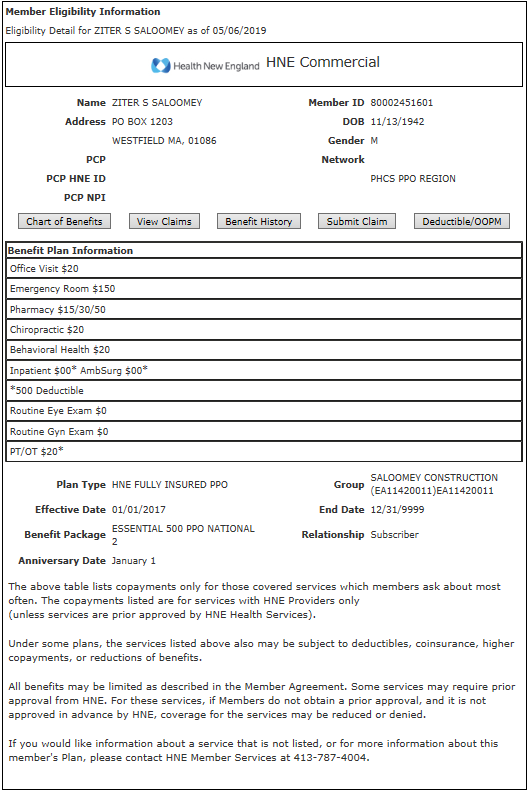 Member Eligibility Information
Eligibility Detail for ZITER S SALOOMEY as of 05/06/2019
Health New England HNE Commercial
Name ZITER S SALOOMEY Member ID 80002451601
Address PO BOX 1203 DOB 11/13/1942
WESTFIELD MA, 01086 Gender M
PCP Network
PCP HNE ID PHCS PPO REGION
PCP NPI
Chart of Benefits View Claims Benefit History Submit Claim Deductible/OOPM
Benefit Plan Information
Office Visit $20
Emergency Room $150
Pharmacy $15/30/50
Chiropractic $20
Behavioral Health $20
Inpatient $00* AmbSurg $00*
*500 Deductible
Routine Eye Exam $0
Routine Gyn Exam $0
PT/OT $20*
Plan Type HNE FULLY INSURED PPO Group SALOOMEY CONSTRUCTION
(EA11420011)EA11420011
Effective Date 01/01/2017 End Date 12/31/9999
Benefit Package ESSENTIAL 500 PPO NATIONAL Relationship Subscriber
2
Anniversary Date January 1
The above table lists copayments only for those covered services which members ask about most
often. The copayments listed are for services with HNE Providers only
(unless services are prior approved by HNE Health Services).
Under some plans, the services listed above also may be subject to deductibles, coinsurance, higher
copayments, or reductions of benefits.
All benefits may be limited as described in the Member Agreement. Some services may require prior
approval from HNE. For these services, if Members do not obtain a prior approval, and it is not
approved in advance by HNE, coverage for the services may be reduced or denied.
If you would like information about a service that is not listed, or for more information about this
member's Plan, please contact HNE Member Services at 413-787-4004.